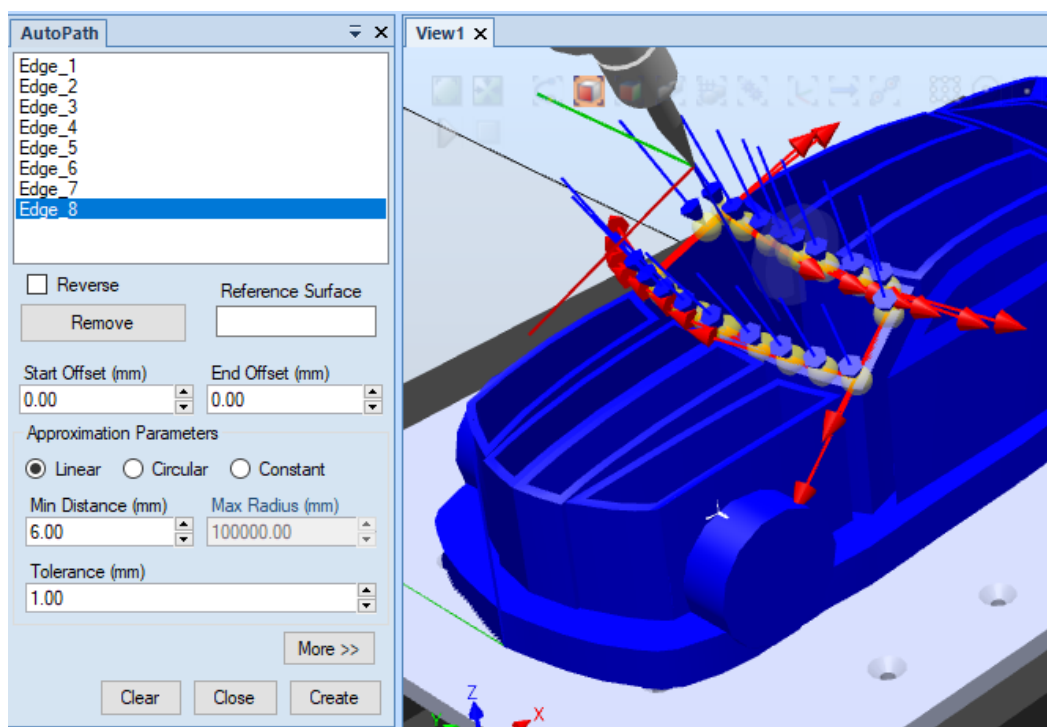 AutoPath
Edge_1
Edge_2
Edge_3
Edge_4
Edge_5
Edge_6
Edge_7
Edge_8
Reverse
Reference Surface
Remove
Start Offset (mm) End Offset (mm)
0.00 0.00
Approximation Parameters
Linear Circular Constant
Min Distance (mm) Max Radius (mm)
6.00 100000.00
Tolerance (mm)
1.00
More >>
Clear Close Create
View1
Z
X
Y